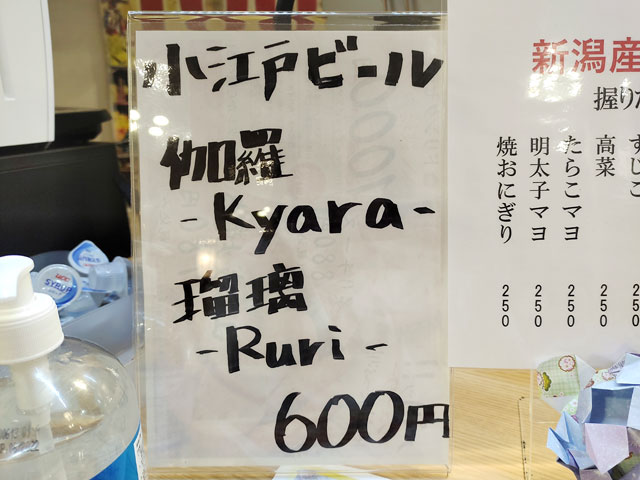 小江戸ビール
伽羅
-Kyara-
瑠璃
-Ruri-
600円
新潟産
握りた
すじこ
高菜 250
たらこマヨ 250
明太子マヨ 250
焼おにぎり 250